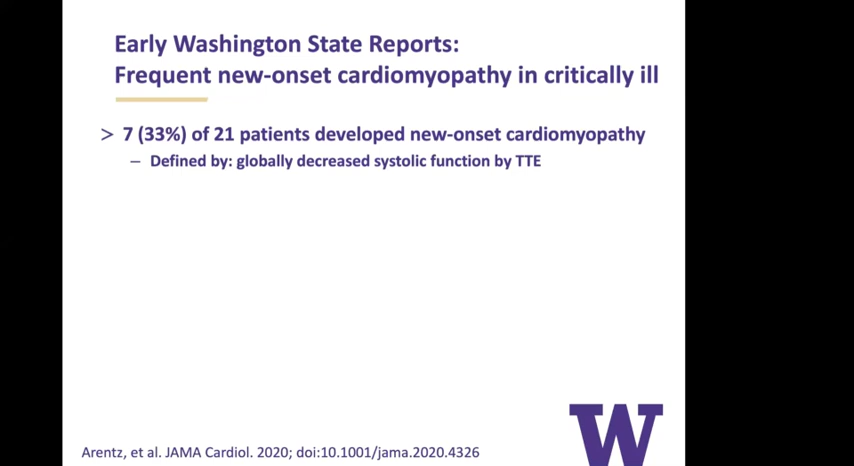 Early Washington State Reports:
Frequent new-onset cardiomyopathy in critically ill
> 7 (33%) of 21 patients developed new-onset cardiomyopathy
– Defined by: globally decreased systolic function by TTE
Arentz, et al. JAMA Cardiol. 2020; doi:10.1001/jama.2020.4326
W